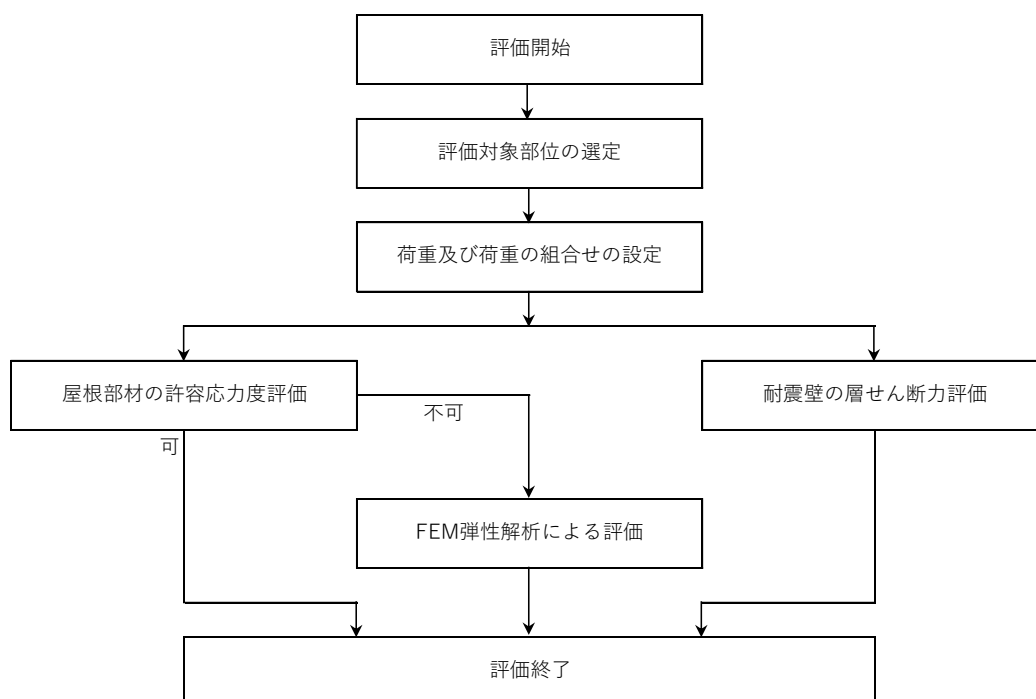 評価開始
評価対象部位の選定
荷重及び荷重の組合せの設定
屋根部材の許容応力度評価
耐震壁の層せん断力評価
不可
可
FEM弾性解析による評価
評価終了